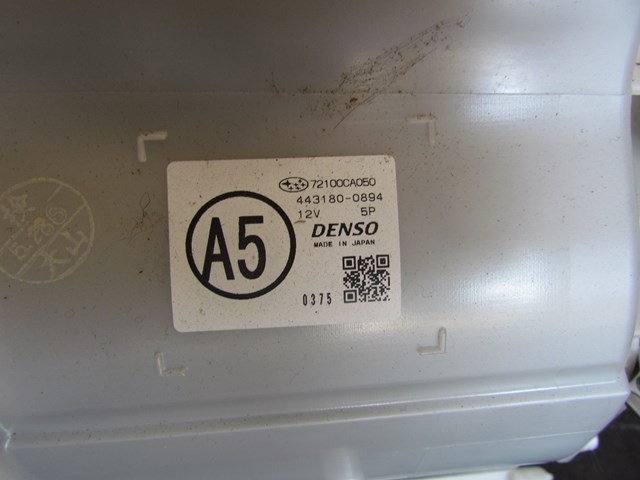 72100CA050
443180-0894
12V 5P
DENSO
MADE IN JAPAN
A5
0375